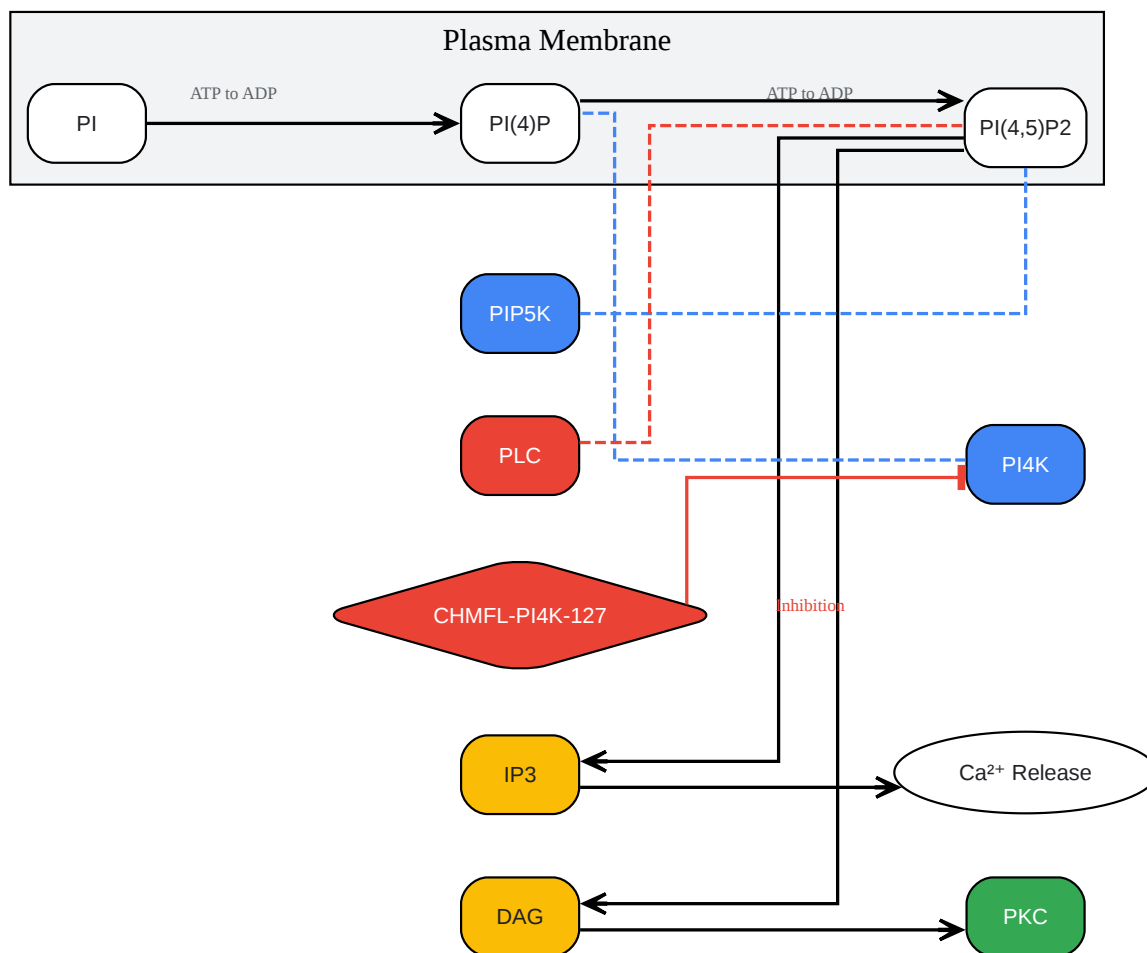 Plasma Membrane
ATP to ADP
ATP to ADP
PI
PI(4)P
PI(4,5)P2
PIP5K
PLC
PI4K
CHMFL-PI4K-127
Inhibition
IP3
Ca²⁺ Release
DAG
PKC